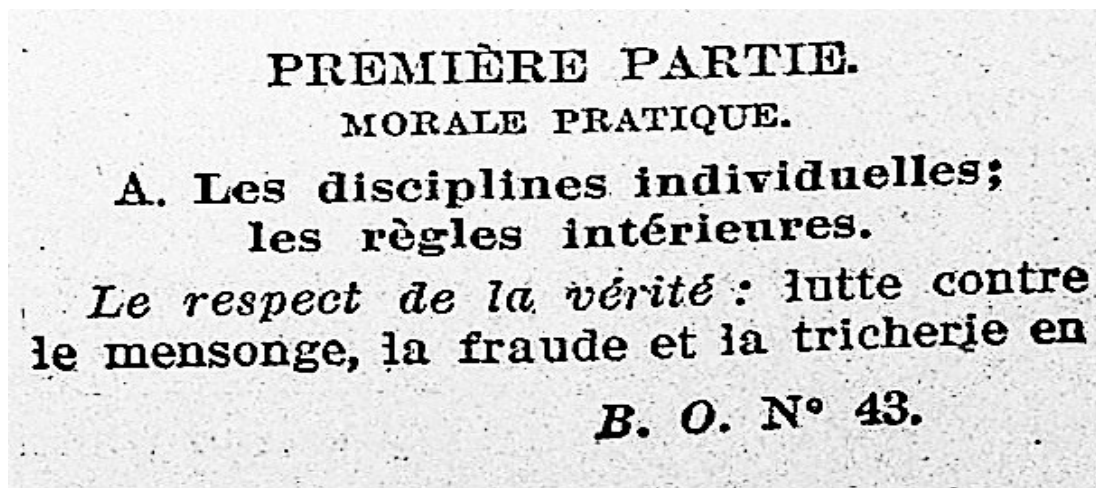 PREMIÈRE PARTIE.
MORALE PRATIQUE.
A. Les disciplines individuelles;
les règles intérieures.
Le respect de la vérité : lutte contre
le mensonge, la fraude et la tricherie en
B. O. N° 43.